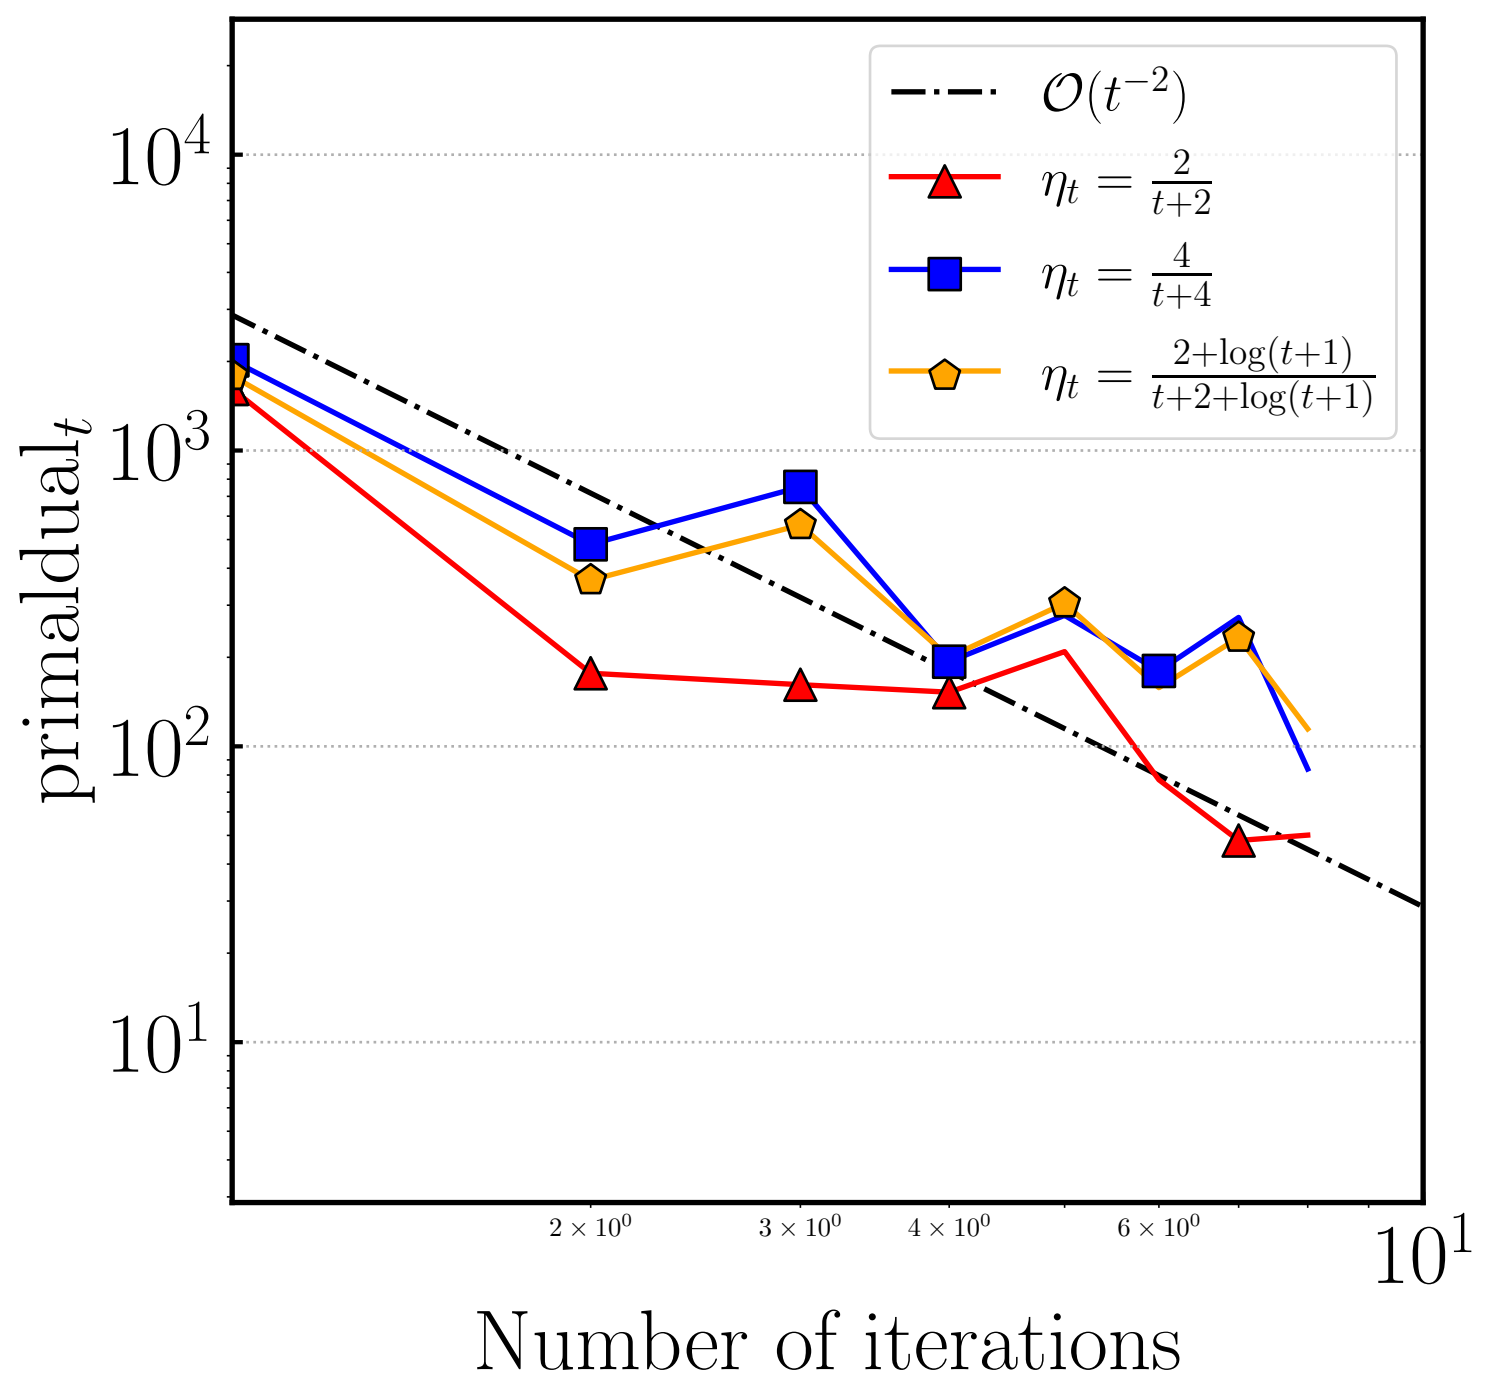 primaldualₜ
10⁴
10³
10²
10¹
𝒪(t⁻²)
ηₜ = 2/(t+2)
ηₜ = 4/(t+4)
ηₜ = (2+log(t+1))/(t+2+log(t+1))
2 × 10⁰
3 × 10⁰
4 × 10⁰
6 × 10⁰
10¹
Number of iterations